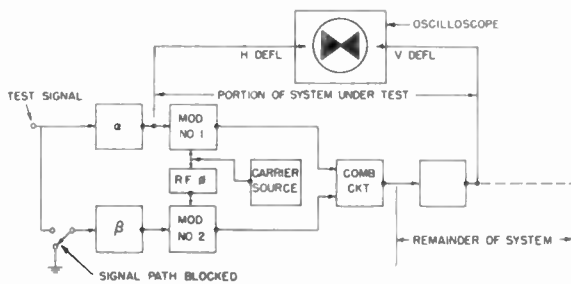 OSCILLOSCOPE
H DEFL
V DEFL
PORTION OF SYSTEM UNDER TEST
TEST SIGNAL
α
MOD
NO 1
RF Ø
CARRIER
SOURCE
COMB
CKT
β
MOD
NO 2
REMAINDER OF SYSTEM
SIGNAL PATH BLOCKED